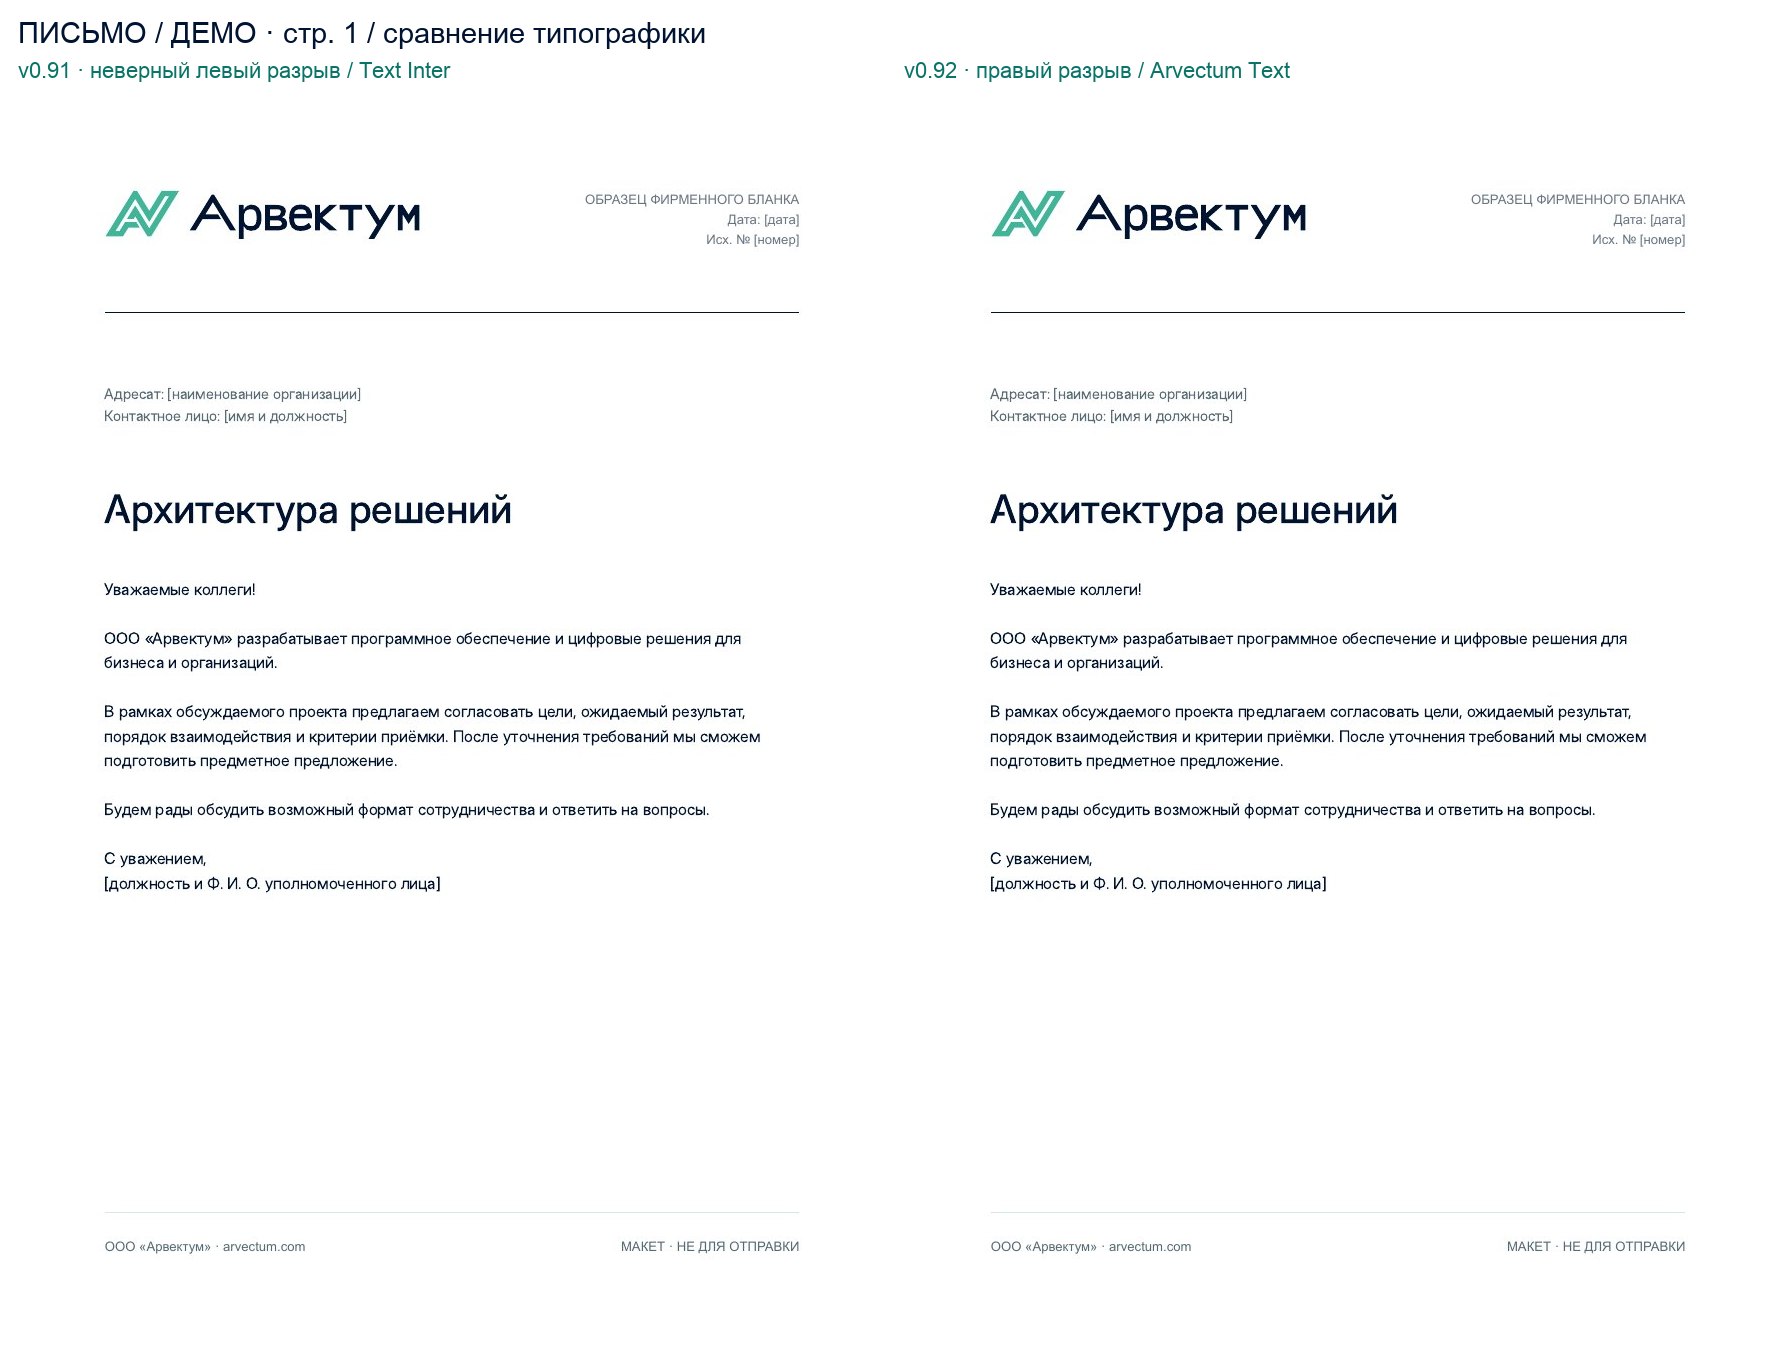 ПИСЬМО / ДЕМО · стр. 1 / сравнение типографики
v0.91 · неверный левый разрыв / Text Inter
Арвектум
ОБРАЗЕЦ ФИРМЕННОГО БЛАНКА
Дата: [дата]
Исх. № [номер]
Адресат: [наименование организации]
Контактное лицо: [имя и должность]
Архитектура решений
Уважаемые коллеги!
ООО «Арвектум» разрабатывает программное обеспечение и цифровые решения для
бизнеса и организаций.
В рамках обсуждаемого проекта предлагаем согласовать цели, ожидаемый результат,
порядок взаимодействия и критерии приёмки. После уточнения требований мы сможем
подготовить предметное предложение.
Будем рады обсудить возможный формат сотрудничества и ответить на вопросы.
С уважением,
[должность и Ф. И. О. уполномоченного лица]
ООО «Арвектум» · arvectum.com
МАКЕТ · НЕ ДЛЯ ОТПРАВКИ
v0.92 · правый разрыв / Arvectum Text
Арвектум
ОБРАЗЕЦ ФИРМЕННОГО БЛАНКА
Дата: [дата]
Исх. № [номер]
Адресат: [наименование организации]
Контактное лицо: [имя и должность]
Архитектура решений
Уважаемые коллеги!
ООО «Арвектум» разрабатывает программное обеспечение и цифровые решения для
бизнеса и организаций.
В рамках обсуждаемого проекта предлагаем согласовать цели, ожидаемый результат,
порядок взаимодействия и критерии приёмки. После уточнения требований мы сможем
подготовить предметное предложение.
Будем рады обсудить возможный формат сотрудничества и ответить на вопросы.
С уважением,
[должность и Ф. И. О. уполномоченного лица]
ООО «Арвектум» · arvectum.com
МАКЕТ · НЕ ДЛЯ ОТПРАВКИ